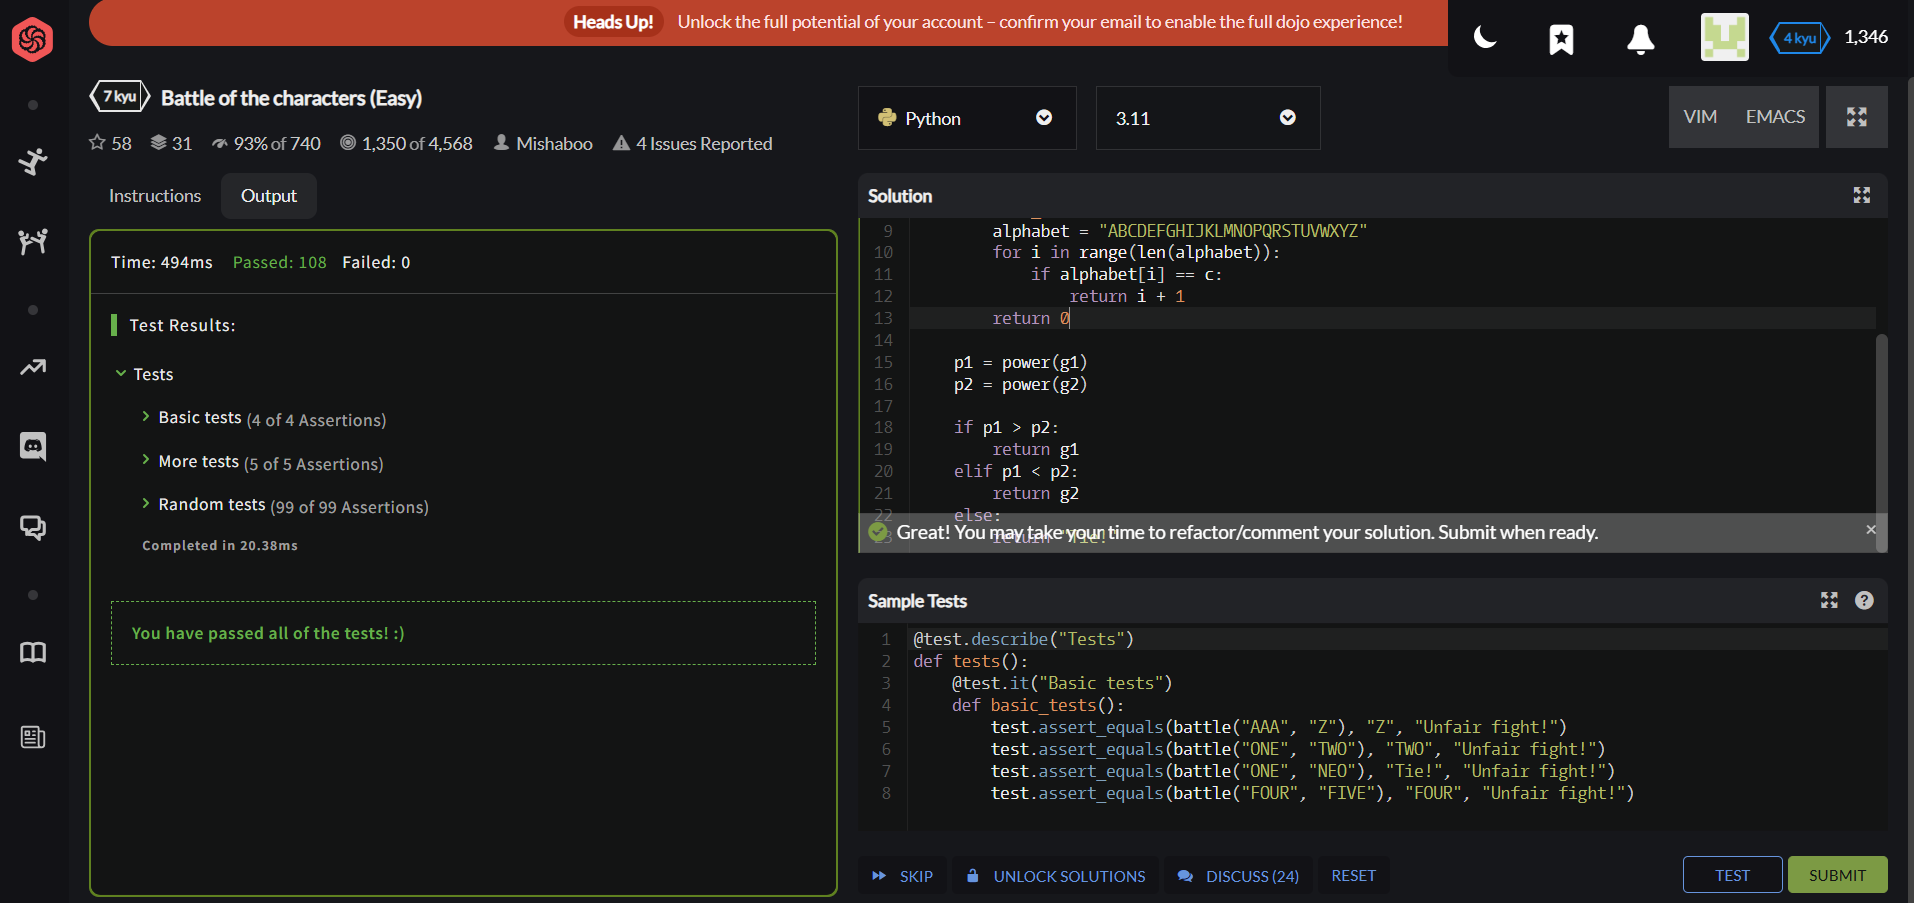 Heads Up! Unlock the full potential of your account – confirm your email to enable the full dojo experience!
4 kyu 1,346
7 kyu Battle of the characters (Easy)
58 31 93% of 740 1,350 of 4,568 Mishaboo 4 Issues Reported
Instructions Output
Time: 494ms Passed: 108 Failed: 0
Test Results:
Tests
Basic tests (4 of 4 Assertions)
More tests (5 of 5 Assertions)
Random tests (99 of 99 Assertions)
Completed in 20.38ms
You have passed all of the tests! :)
Python 3.11 VIM EMACS
Solution
9 alphabet = "ABCDEFGHIJKLMNOPQRSTUVWXYZ"
10 for i in range(len(alphabet)):
11 if alphabet[i] == c:
12 return i + 1
13 return 0
14
15 p1 = power(g1)
16 p2 = power(g2)
17
18 if p1 > p2:
19 return g1
20 elif p1 < p2:
21 return g2
22 else:
23 return "Tie!"
Great! You may take your time to refactor/comment your solution. Submit when ready. ×
Sample Tests ?
1 @test.describe("Tests")
2 def tests():
3 @test.it("Basic tests")
4 def basic_tests():
5 test.assert_equals(battle("AAA", "Z"), "Z", "Unfair fight!")
6 test.assert_equals(battle("ONE", "TWO"), "TWO", "Unfair fight!")
7 test.assert_equals(battle("ONE", "NEO"), "Tie!", "Unfair fight!")
8 test.assert_equals(battle("FOUR", "FIVE"), "FOUR", "Unfair fight!")
SKIP UNLOCK SOLUTIONS DISCUSS (24) RESET TEST SUBMIT